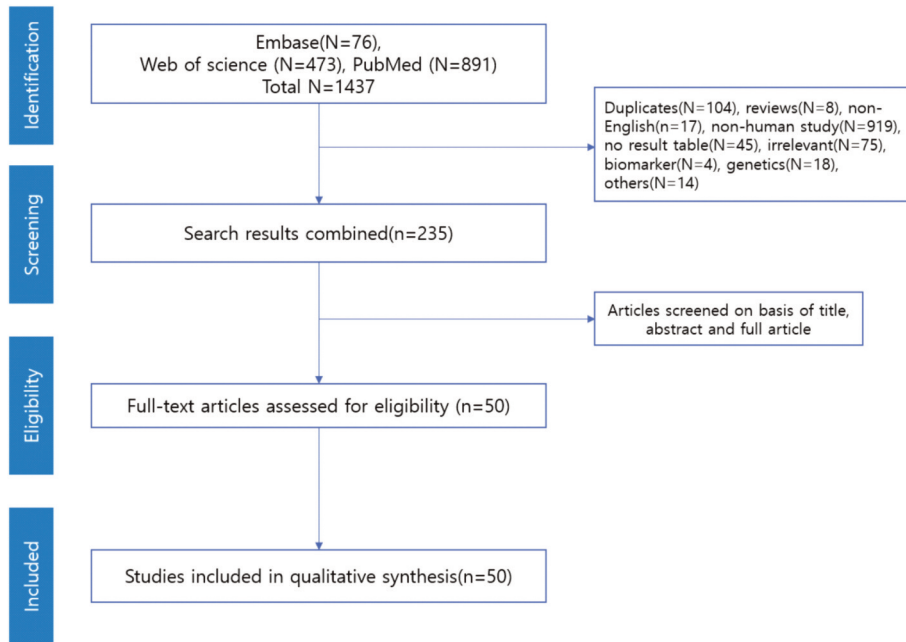 Identification
Embase(N=76),
Web of science (N=473), PubMed (N=891)
Total N=1437
Duplicates(N=104), reviews(N=8), non-
English(n=17), non-human study(N=919),
no result table(N=45), irrelevant(N=75),
biomarker(N=4), genetics(N=18),
others(N=14)
Screening
Search results combined(n=235)
Articles screened on basis of title,
abstract and full article
Eligibility
Full-text articles assessed for eligibility (n=50)
Included
Studies included in qualitative synthesis(n=50)